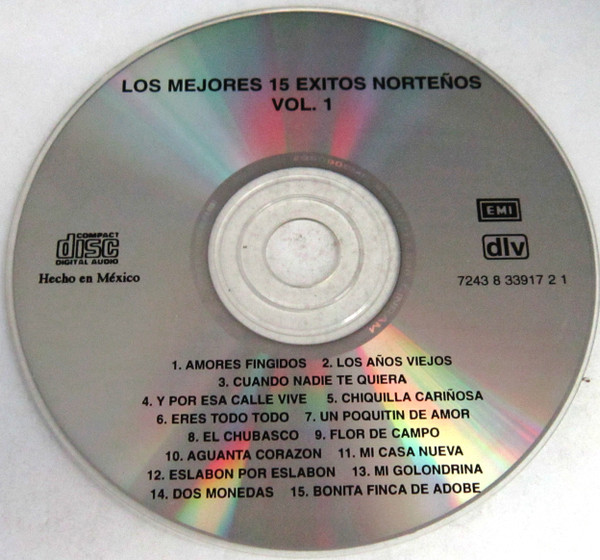 LOS MEJORES 15 EXITOS NORTEÑOS
VOL. 1
COMPACT
disc
DIGITAL AUDIO
Hecho en México
EMI
dlv
7243 8 33917 2 1
1. AMORES FINGIDOS 2. LOS AÑOS VIEJOS
3. CUANDO NADIE TE QUIERA
4. Y POR ESA CALLE VIVE 5. CHIQUILLA CARIÑOSA
6. ERES TODO TODO 7. UN POQUITIN DE AMOR
8. EL CHUBASCO 9. FLOR DE CAMPO
10. AGUANTA CORAZON 11. MI CASA NUEVA
12. ESLABON POR ESLABON 13. MI GOLONDRINA
14. DOS MONEDAS 15. BONITA FINCA DE ADOBE